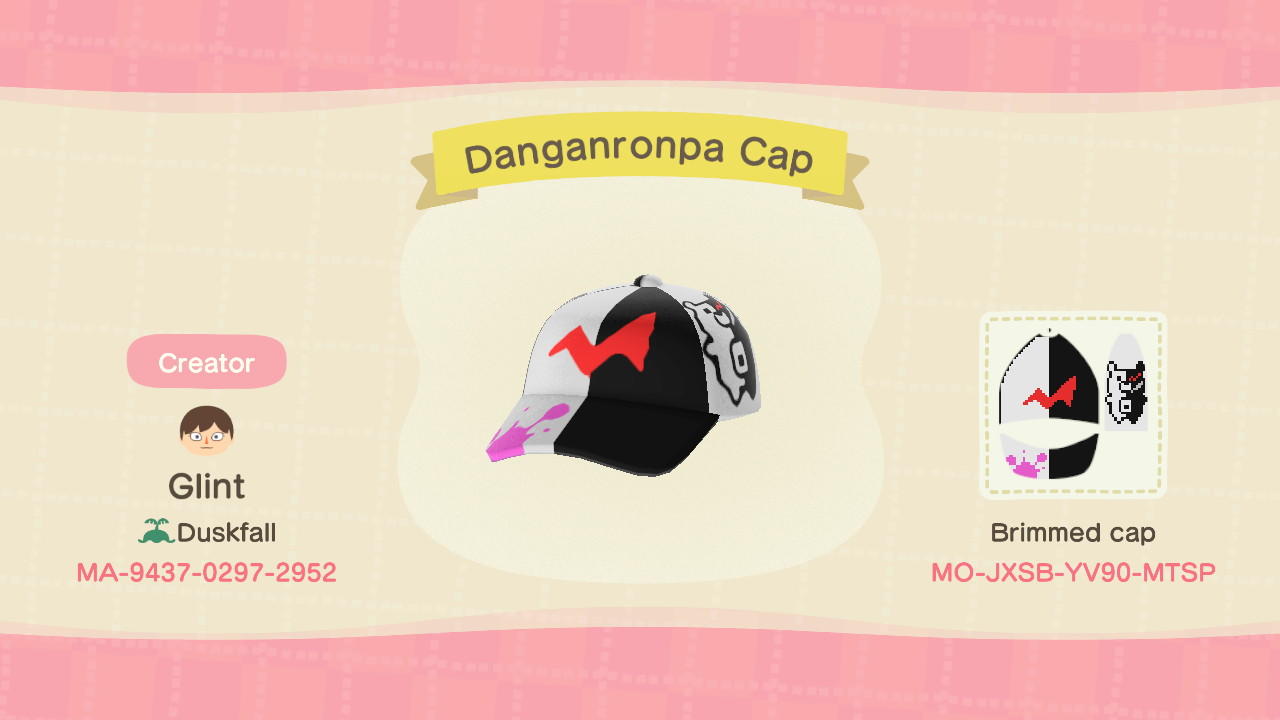 Danganronpa Cap
Creator
Glint
Duskfall
MA-9437-0297-2952
Brimmed cap
MO-JXSB-YV90-MTSP